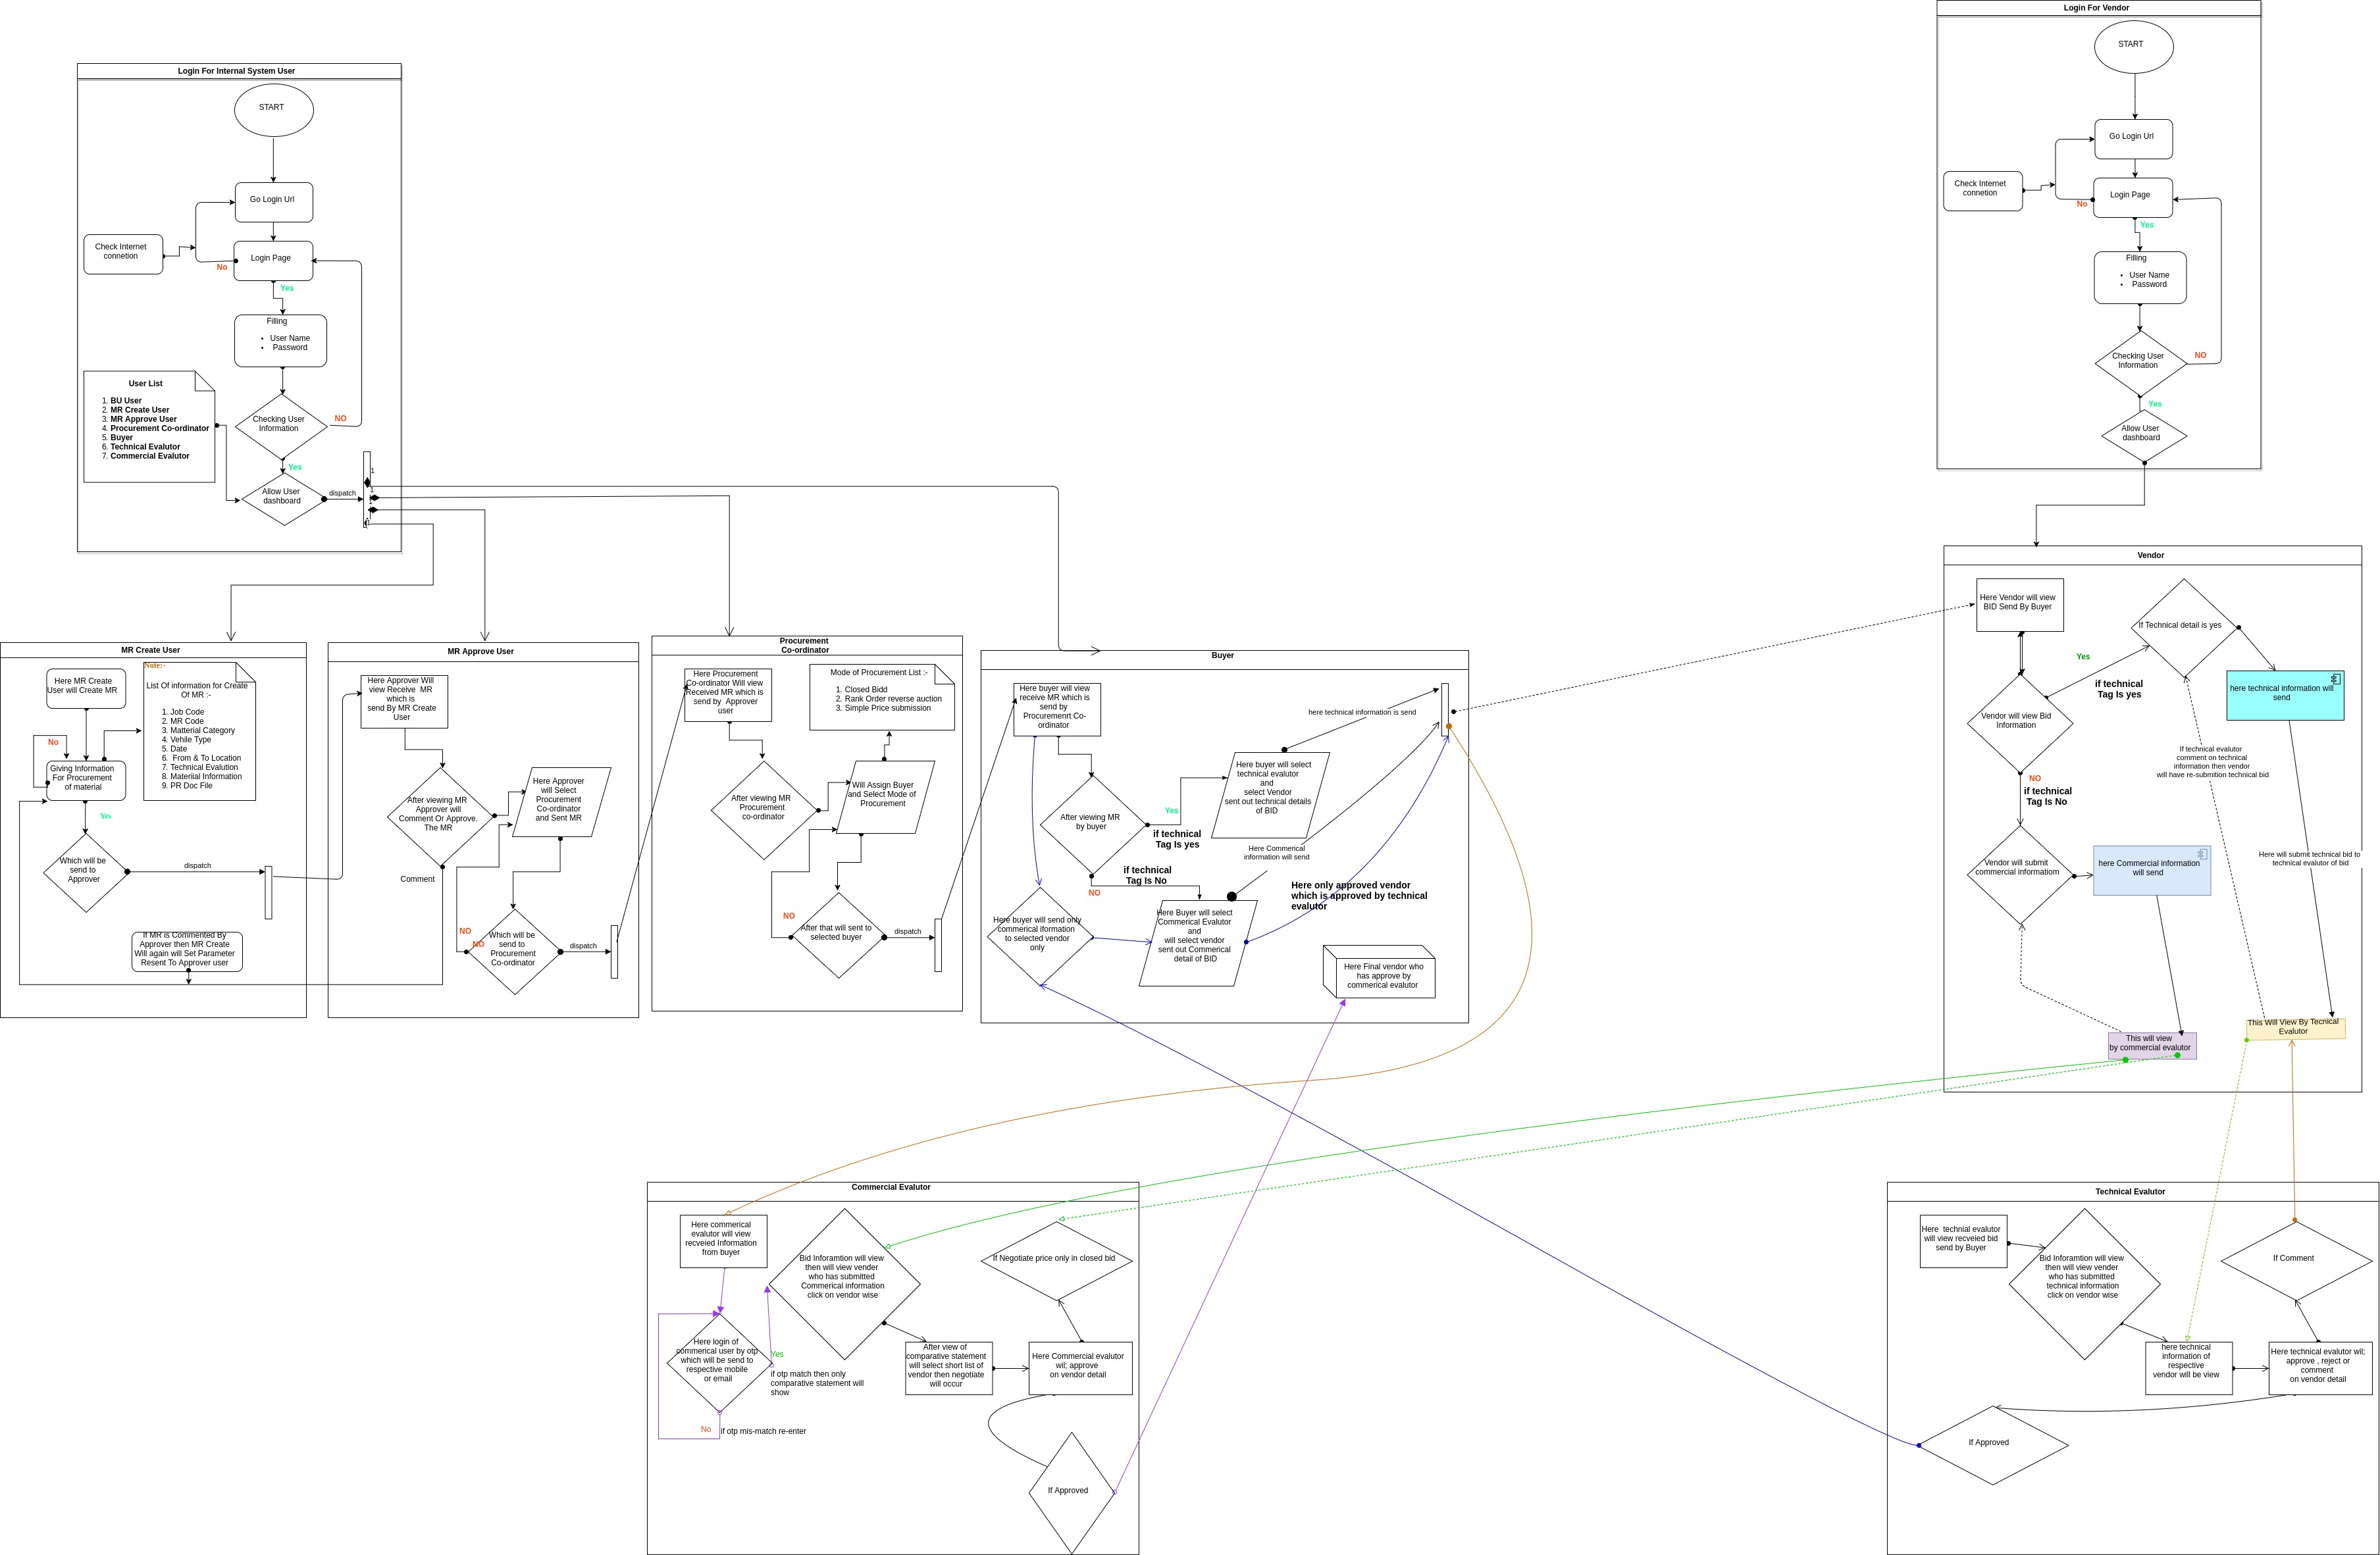 Login For Internal System User
START
Go Login Url
Check Internet
connetion
Login Page
No
Yes
Filling
• User Name
• Password
User List
1. BU User
2. MR Create User
3. MR Approve User
4. Procurement Co-ordinator
5. Buyer
6. Technical Evalutor
7. Commercial Evalutor
Checking User
Information
NO
Yes
Allow User
dashboard
dispatch
1
1
1
1
Login For Vendor
START
Go Login Url
Check Internet
connetion
Login Page
No
Yes
Filling
• User Name
• Password
Checking User
Information
NO
Yes
Allow User
dashboard
MR Create User
Here MR Create
User will Create MR
Note:-
List Of information for Create
Of MR :-
1. Job Code
2. MR Code
3. Matterial Category
4. Vehile Type
5. Date
6. From & To Location
7. Technical Evalution
8. Materiial Information
9. PR Doc File
No
Giving Information
For Procurement
of material
Yes
Which will be
send to
Approver
dispatch
If MR is Commented By
Approver then MR Create
Will again will Set Parameter
Resent To Approver user
MR Approve User
Here Approver Will
view Receive MR
which is
send By MR Create
User
After viewing MR
Approver will
Comment Or Approve.
The MR
Here Approver
will Select
Procurement
Co-ordinator
and Sent MR
Comment
NO
NO
Which will be
send to
Procurement
Co-ordinator
dispatch
Procurement
Co-ordinator
Here Procurement
Co-ordinator Will view
Received MR which is
send by Approver
user
Mode of Procurement List :-
1. Closed Bidd
2. Rank Order reverse auction
3. Simple Price submission
After viewing MR
Procurement
co-ordinator
Will Assign Buyer
and Select Mode of
Procurement
NO
After that will sent to
selected buyer
dispatch
Buyer
Here buyer will view
receive MR which is
send by
Procuremenrt Co-
ordinator
here technical information is send
Here buyer will select
technical evalutor
and
select Vendor
sent out technical details
of BID
After viewing MR
by buyer
Yes
if technical
Tag Is yes
Here Commerical
information will send
if technical
Tag Is No
NO
Here only approved vendor
which is approved by technical
evalutor
Here buyer will send only
commerical iformation
to selected vendor
only
Here Buyer will select
Commerical Evalutor
and
will select vendor
sent out Commerical
detail of BID
Here Final vendor who
has approve by
commerical evalutor
Vendor
Here Vendor will view
BID Send By Buyer
If Technical detail is yes
Yes
if technical
Tag Is yes
here technical information will
send
Vendor will view Bid
Information
If technical evalutor
comment on technical
information then vendor
will have re-submition technical bid
NO
if technical
Tag Is No
Vendor will submit
commercial informatiom
here Commercial information
will send
Here will submit technical bid to
technical evalutor of bid
This will view
by commercial evalutor
This Will View By Tecnical
Evalutor
Commercial Evalutor
Here commerical
evalutor will view
recveied Information
from buyer
Bid Inforamtion will view
then will view vender
who has submitted
Commerical information
click on vendor wise
If Negotiate price only in closed bid
Here login of
commerical user by otp
which will be send to
respective mobile
or email
Yes
if otp match then only
comparative statement will
show
After view of
comparative statement
will select short list of
vendor then negotiate
will occur
Here Commercial evalutor
wil; approve
on vendor detail
No
if otp mis-match re-enter
If Approved
Technical Evalutor
Here technial evalutor
will view recveied bid
send by Buyer
Bid Inforamtion will view
then will view vender
who has submitted
technical information
click on vendor wise
If Comment
here technical
information of
respective
vendor will be view
Here technical evalutor wil;
approve , reject or
comment
on vendor detail
If Approved